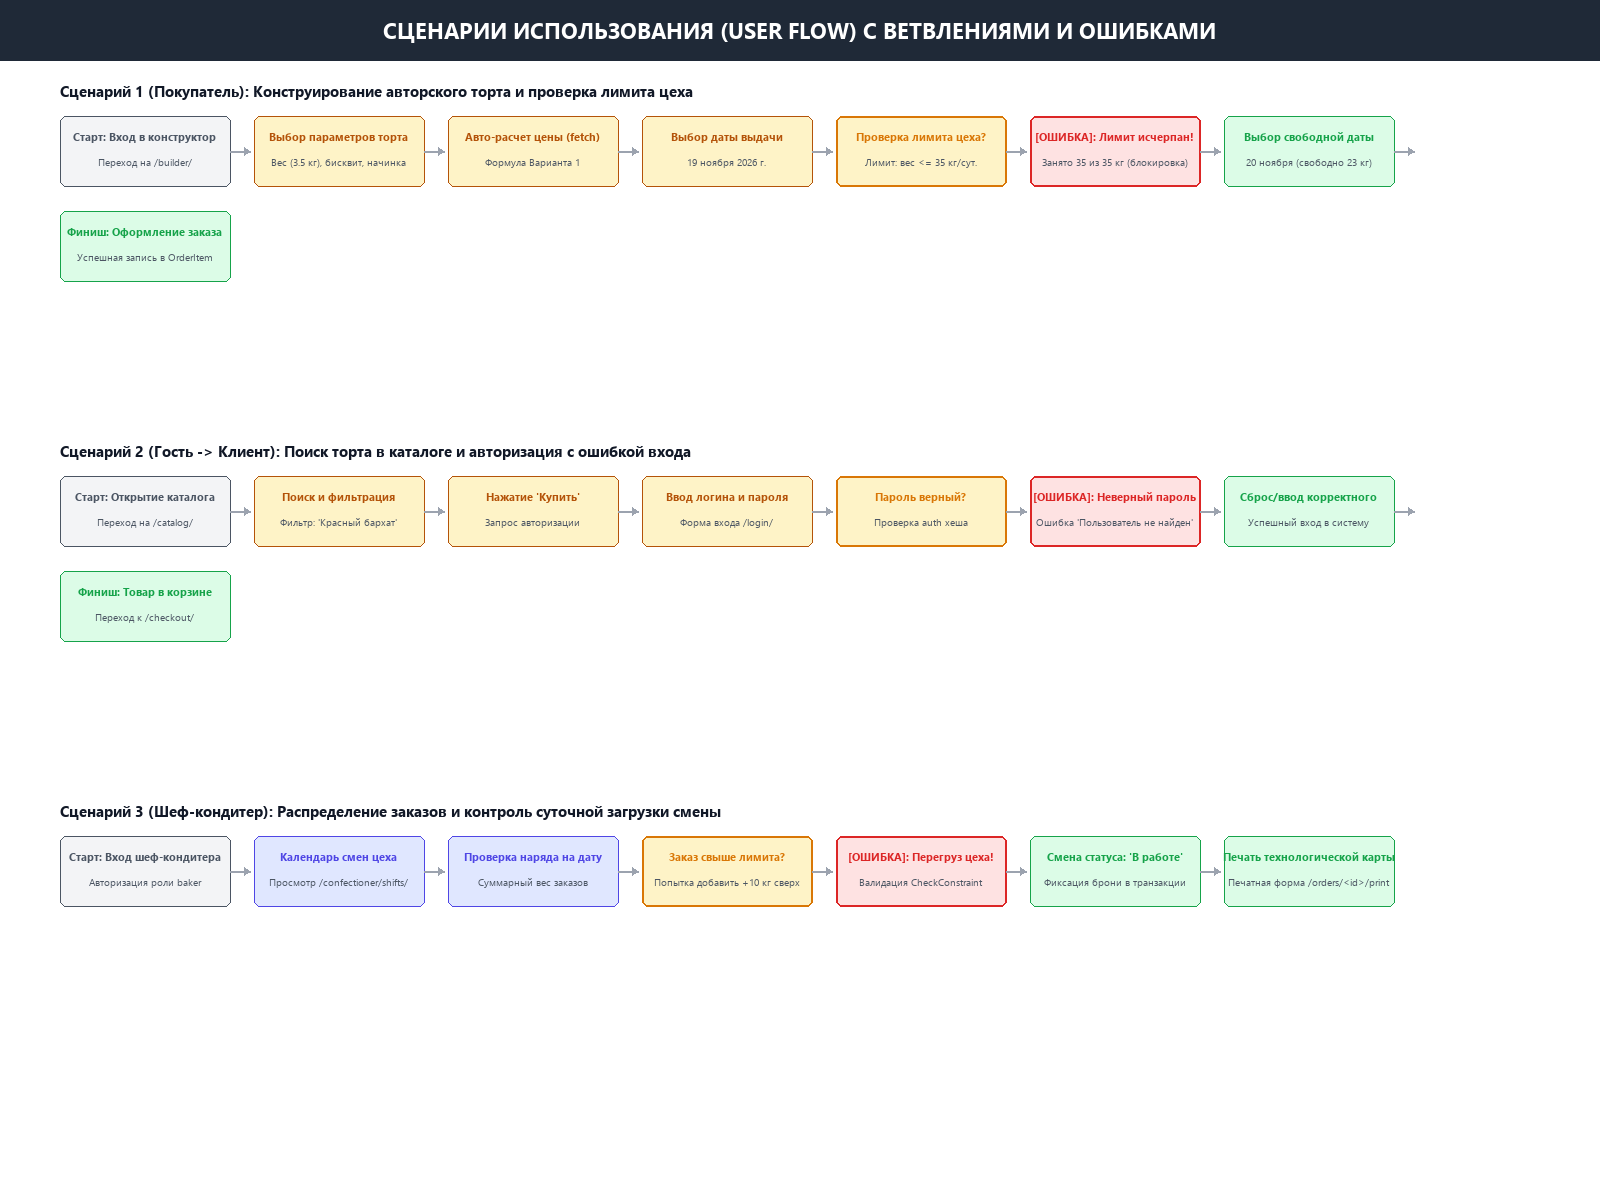 СЦЕНАРИИ ИСПОЛЬЗОВАНИЯ (USER FLOW) С ВЕТВЛЕНИЯМИ И ОШИБКАМИ
Сценарий 1 (Покупатель): Конструирование авторского торта и проверка лимита цеха
Старт: Вход в конструктор
Переход на /builder/
Выбор параметров торта
Вес (3.5 кг), бисквит, начинка
Авто-расчет цены (fetch)
Формула Варианта 1
Выбор даты выдачи
19 ноября 2026 г.
Проверка лимита цеха?
Лимит: вес <= 35 кг/сут.
[ОШИБКА]: Лимит исчерпан!
Занято 35 из 35 кг (блокировка)
Выбор свободной даты
20 ноября (свободно 23 кг)
Финиш: Оформление заказа
Успешная запись в OrderItem
Сценарий 2 (Гость -> Клиент): Поиск торта в каталоге и авторизация с ошибкой входа
Старт: Открытие каталога
Переход на /catalog/
Поиск и фильтрация
Фильтр: 'Красный бархат'
Нажатие 'Купить'
Запрос авторизации
Ввод логина и пароля
Форма входа /login/
Пароль верный?
Проверка auth хеша
[ОШИБКА]: Неверный пароль
Ошибка 'Пользователь не найден'
Сброс/ввод корректного
Успешный вход в систему
Финиш: Товар в корзине
Переход к /checkout/
Сценарий 3 (Шеф-кондитер): Распределение заказов и контроль суточной загрузки смены
Старт: Вход шеф-кондитера
Авторизация роли baker
Календарь смен цеха
Просмотр /confectioner/shifts/
Проверка наряда на дату
Суммарный вес заказов
Заказ свыше лимита?
Попытка добавить +10 кг сверх
[ОШИБКА]: Перегруз цеха!
Валидация CheckConstraint
Смена статуса: 'В работе'
Фиксация брони в транзакции
Печать технологической карты
Печатная форма /orders/<id>/print